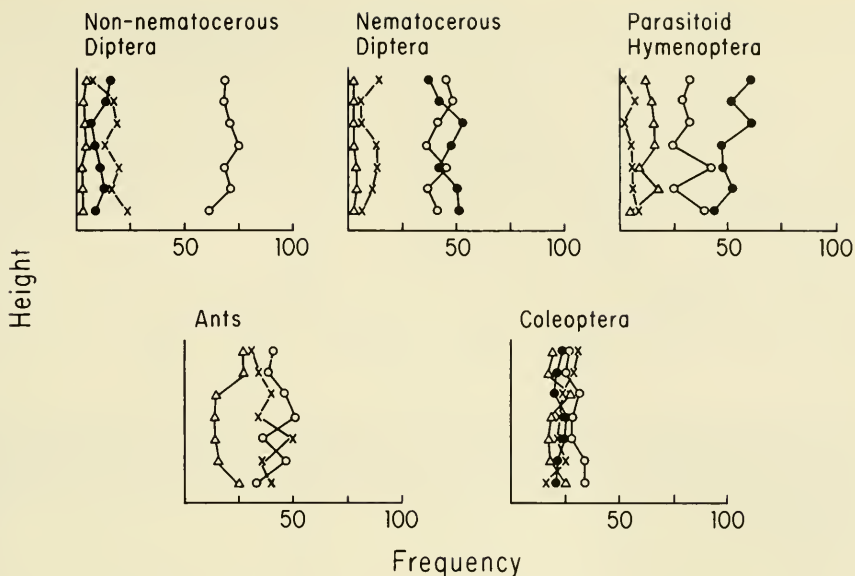 Non-nematocerous
Diptera
Nematocerous
Diptera
Parasitoid
Hymenoptera
50
100
50
100
50
100
Height
Ants
Coleoptera
50
100
50
100
Frequency